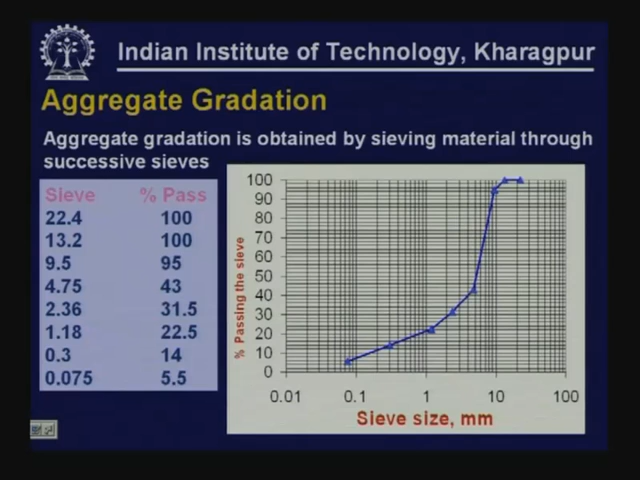 Indian Institute of Technology, Kharagpur
Aggregate Gradation
Aggregate gradation is obtained by sieving material through
successive sieves
Sieve % Pass
22.4 100
13.2 100
9.5 95
4.75 43
2.36 31.5
1.18 22.5
0.3 14
0.075 5.5
% Passing the sieve
100
90
80
70
60
50
40
30
20
10
0
0.01 0.1 1 10 100
Sieve size, mm